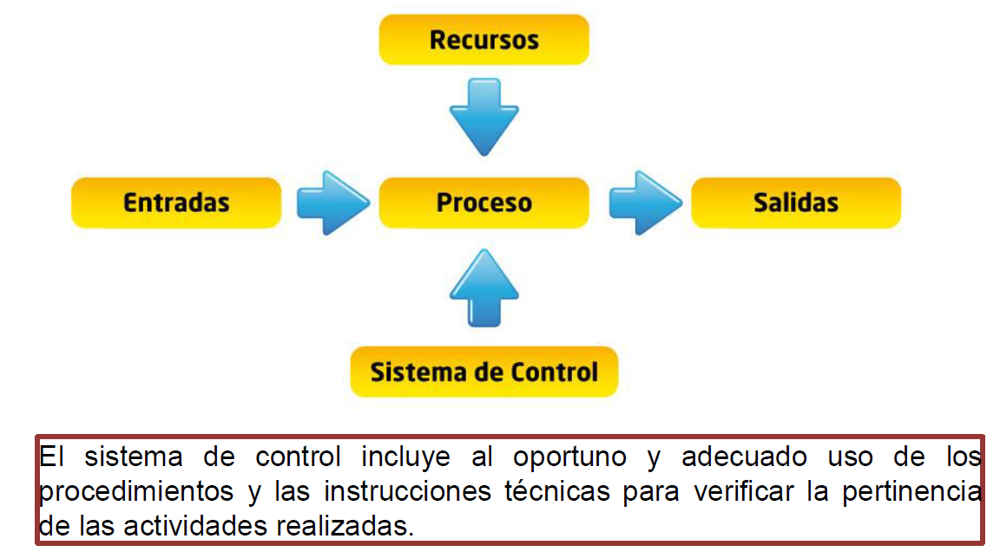 Recursos
Entradas
Proceso
Salidas
Sistema de Control
El sistema de control incluye al oportuno y adecuado uso de los
procedimientos y las instrucciones técnicas para verificar la pertinencia
de las actividades realizadas.